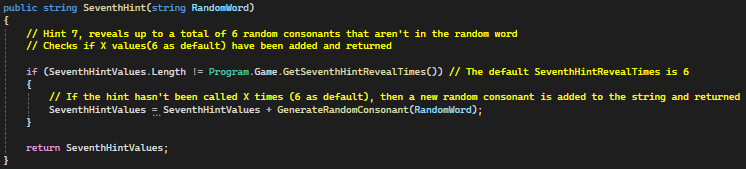 public string SeventhHint(string RandomWord)
{
// Hint 7, reveals up to a total of 6 random consonants that aren't in the random word
// Checks if X values(6 as default) have been added and returned
if (SeventhHintValues.Length != Program.Game.GetSeventhHintRevealTimes()) // The default SeventhHintRevealTimes is 6
{
// If the hint hasn't been called X times (6 as default), then a new random consonant is added to the string and returned
SeventhHintValues = SeventhHintValues + GenerateRandomConsonant(RandomWord);
}
return SeventhHintValues;
}